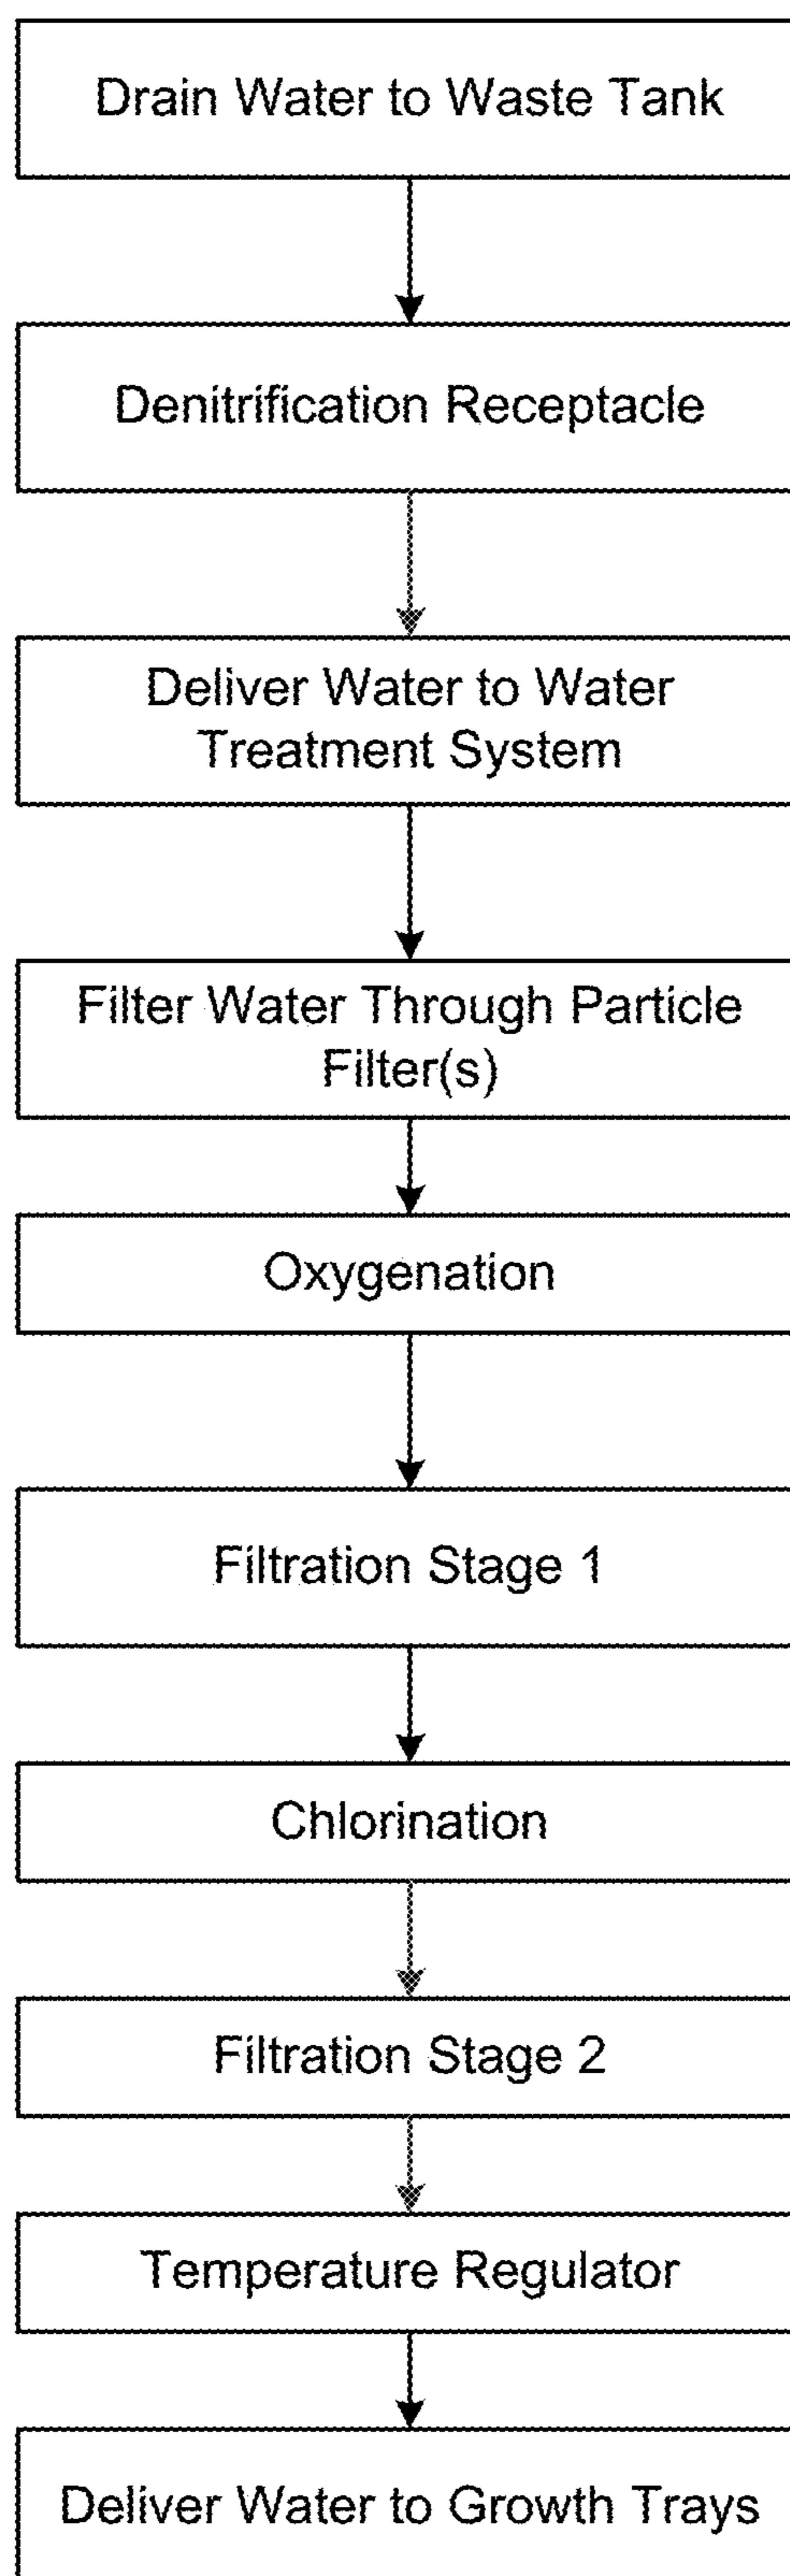 Drain Water to Waste Tank
Denitrification Receptacle
Deliver Water to Water
Treatment System
Filter Water Through Particle
Filter(s)
Oxygenation
Filtration Stage 1
Chlorination
Filtration Stage 2
Temperature Regulator
Deliver Water to Growth Trays